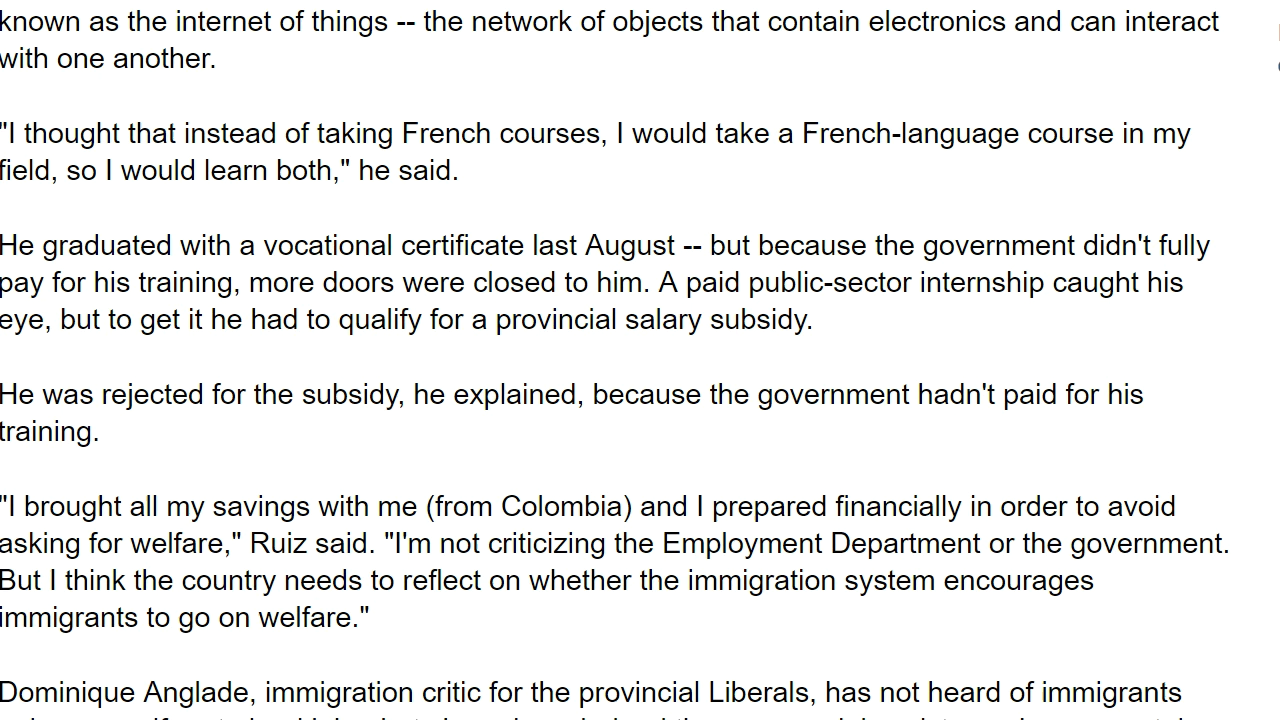 known as the internet of things -- the network of objects that contain electronics and can interact
with one another.
"I thought that instead of taking French courses, I would take a French-language course in my
field, so I would learn both," he said.
He graduated with a vocational certificate last August -- but because the government didn't fully
pay for his training, more doors were closed to him. A paid public-sector internship caught his
eye, but to get it he had to qualify for a provincial salary subsidy.
He was rejected for the subsidy, he explained, because the government hadn't paid for his
training.
"I brought all my savings with me (from Colombia) and I prepared financially in order to avoid
asking for welfare," Ruiz said. "I'm not criticizing the Employment Department or the government.
But I think the country needs to reflect on whether the immigration system encourages
immigrants to go on welfare."
Dominique Anglade, immigration critic for the provincial Liberals, has not heard of immigrants